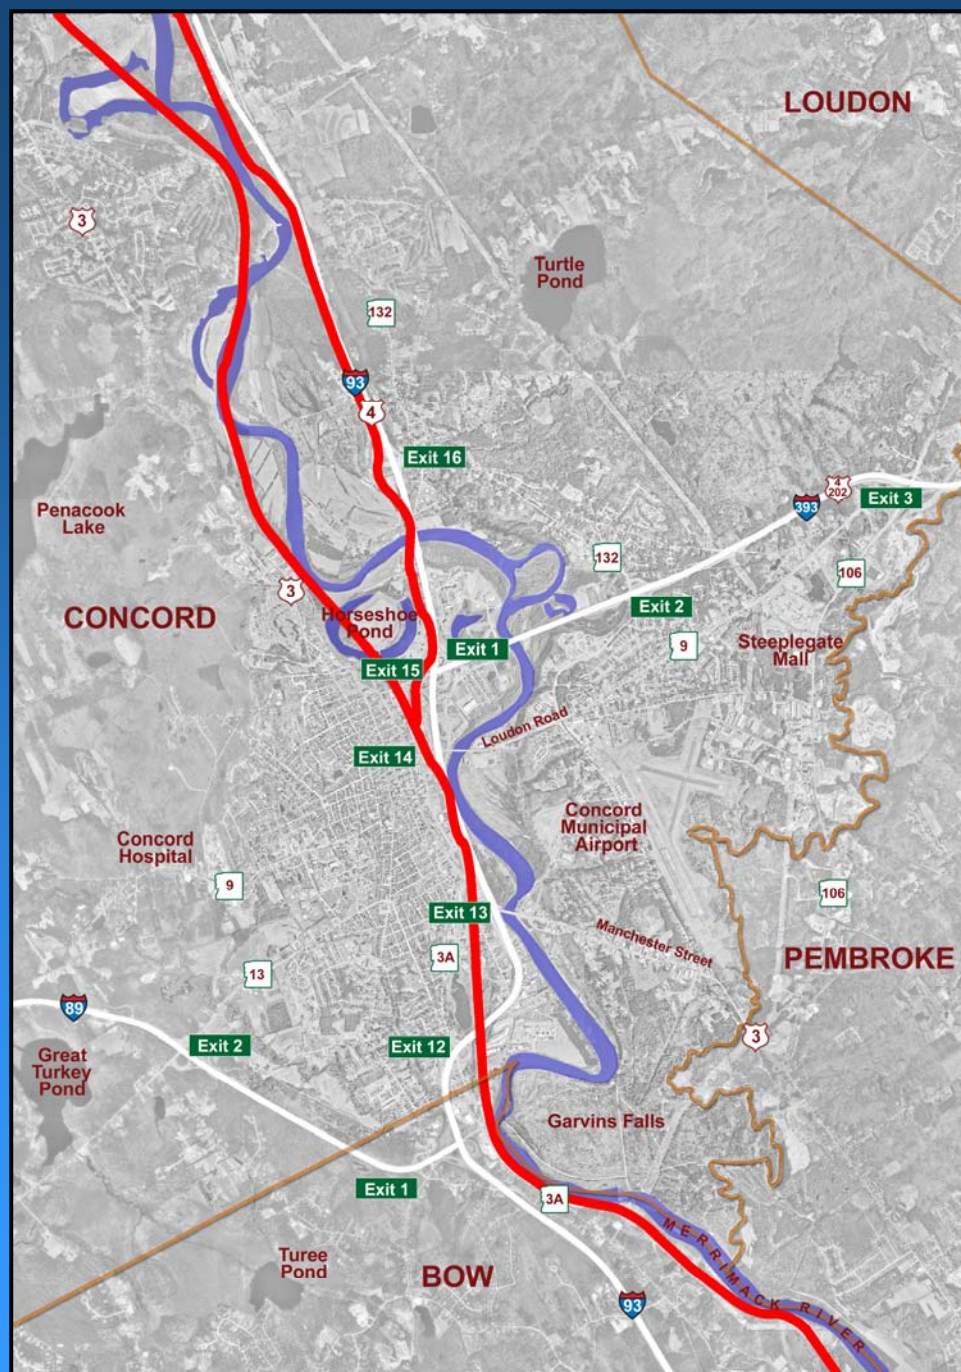 LOUDON
3
Turtle
Pond
132
93
4
Exit 16
4
202
Exit 3
393
Penacook
Lake
132
106
3
Exit 2
CONCORD
Horseshoe
Pond
9
Steeplegate
Mall
Exit 1
Exit 15
Loudon Road
Exit 14
Concord
Municipal
Airport
Concord
Hospital
9
106
Exit 13
Manchester Street
3A
13
PEMBROKE
89
3
Exit 2
Exit 12
Great
Turkey
Pond
Garvins Falls
Exit 1
3A
MERRIMACK RIVER
Turee
Pond
BOW
93